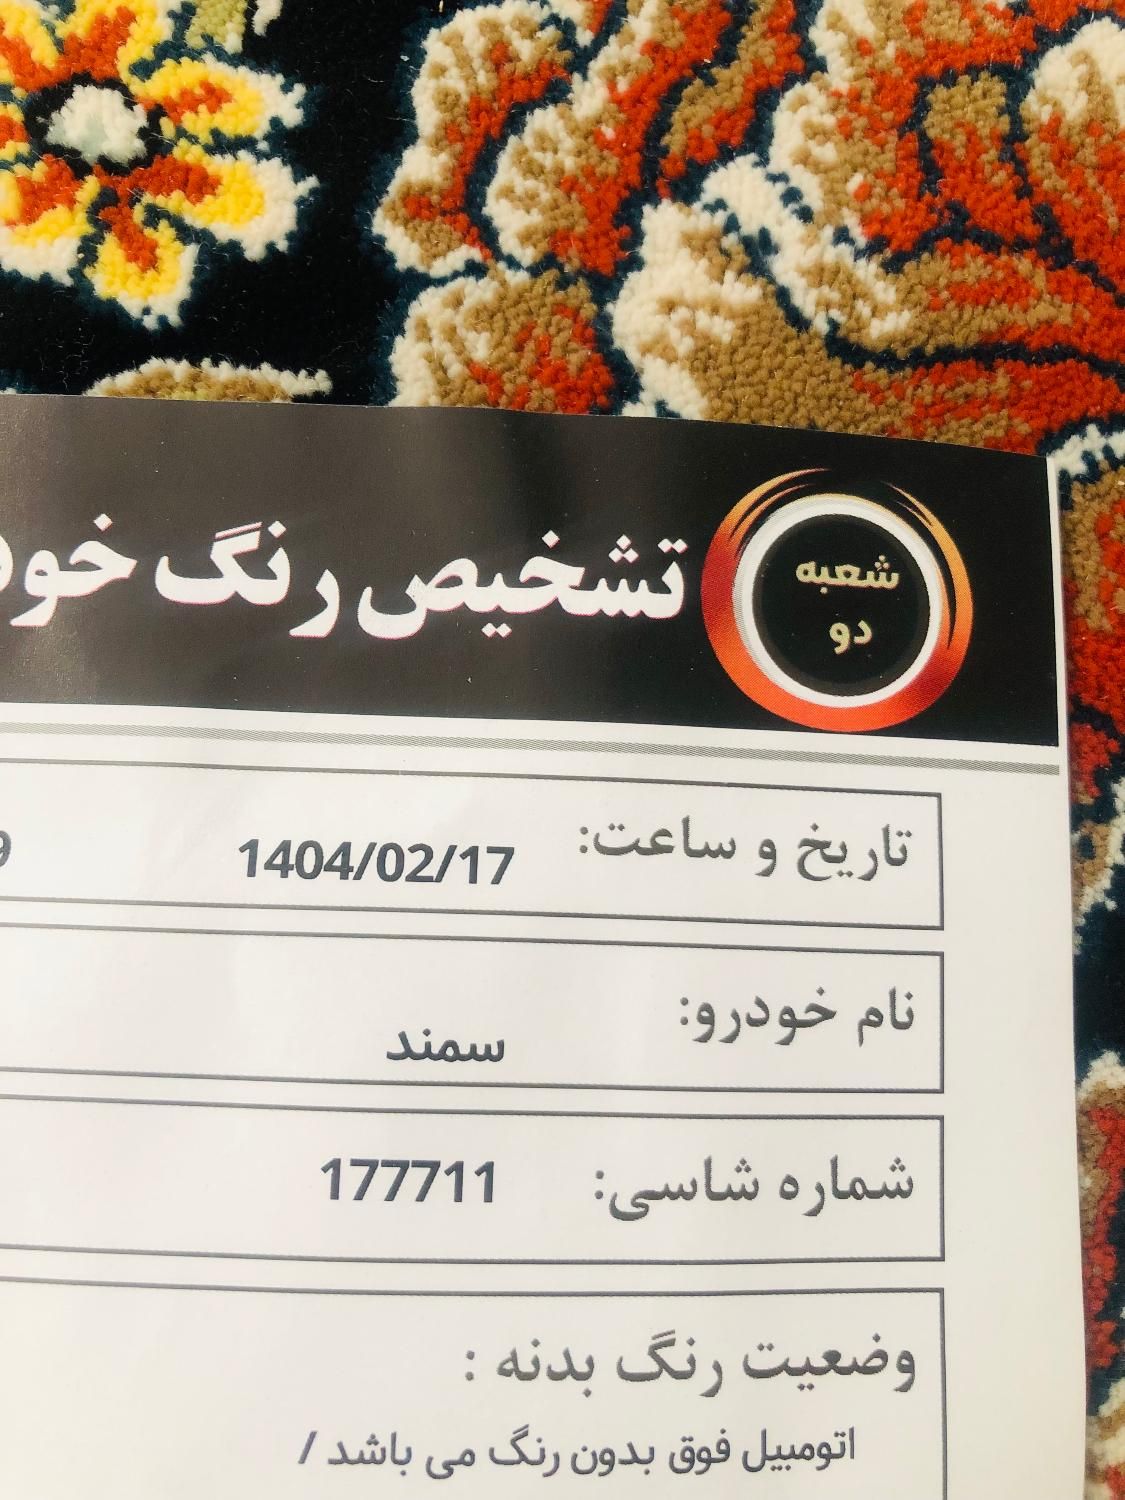 شعبه
دو
تشخیص رنگ
تاریخ و ساعت: 1404/02/17
نام خودرو: سمند
شماره شاسی: 177711
وضعیت رنگ بدنه :
اتومبیل فوق بدون رنگ می باشد /